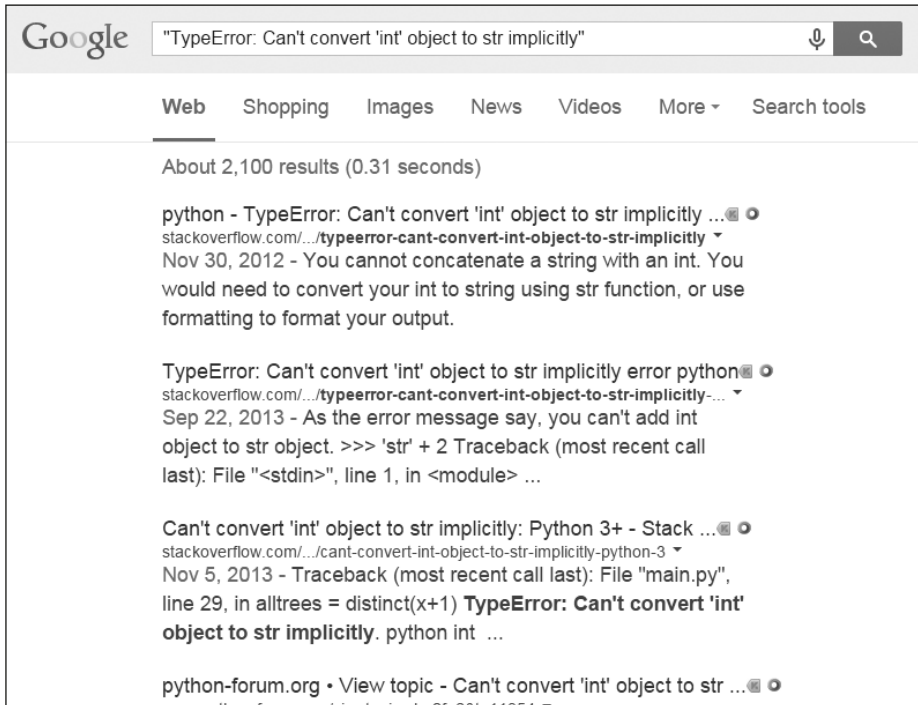 Google "TypeError: Can't convert 'int' object to str implicitly"
Web Shopping Images News Videos More Search tools
About 2,100 results (0.31 seconds)
python - TypeError: Can't convert 'int' object to str implicitly ...
stackoverflow.com/.../typeerror-cant-convert-int-object-to-str-implicitly
Nov 30, 2012 - You cannot concatenate a string with an int. You
would need to convert your int to string using str function, or use
formatting to format your output.
TypeError: Can't convert 'int' object to str implicitly error python
stackoverflow.com/.../typeerror-cant-convert-int-object-to-str-implicitly-...
Sep 22, 2013 - As the error message say, you can't add int
object to str object. >>> 'str' + 2 Traceback (most recent call
last): File "<stdin>", line 1, in <module> ...
Can't convert 'int' object to str implicitly: Python 3+ - Stack ...
stackoverflow.com/.../cant-convert-int-object-to-str-implicitly-python-3
Nov 5, 2013 - Traceback (most recent call last): File "main.py",
line 29, in alltrees = distinct(x+1) TypeError: Can't convert 'int'
object to str implicitly. python int ...
python-forum.org • View topic - Can't convert 'int' object to str ...